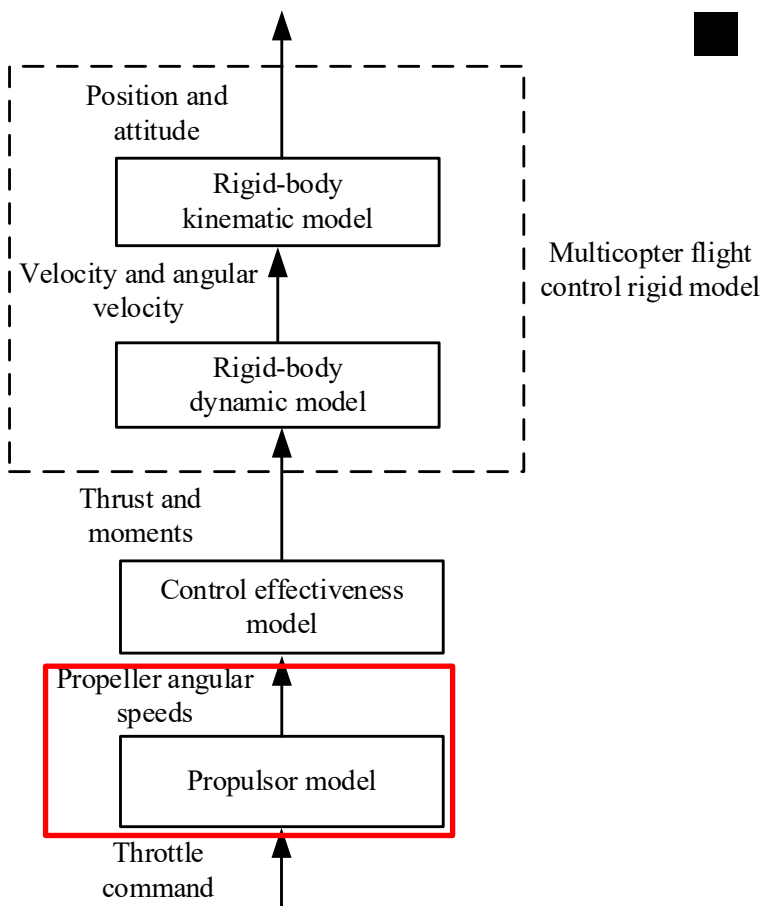 Position and
attitude
Rigid-body
kinematic model
Velocity and angular
velocity
Multicopter flight
control rigid model
Rigid-body
dynamic model
Thrust and
moments
Control effectiveness
model
Propeller angular
speeds
Propulsor model
Throttle
command